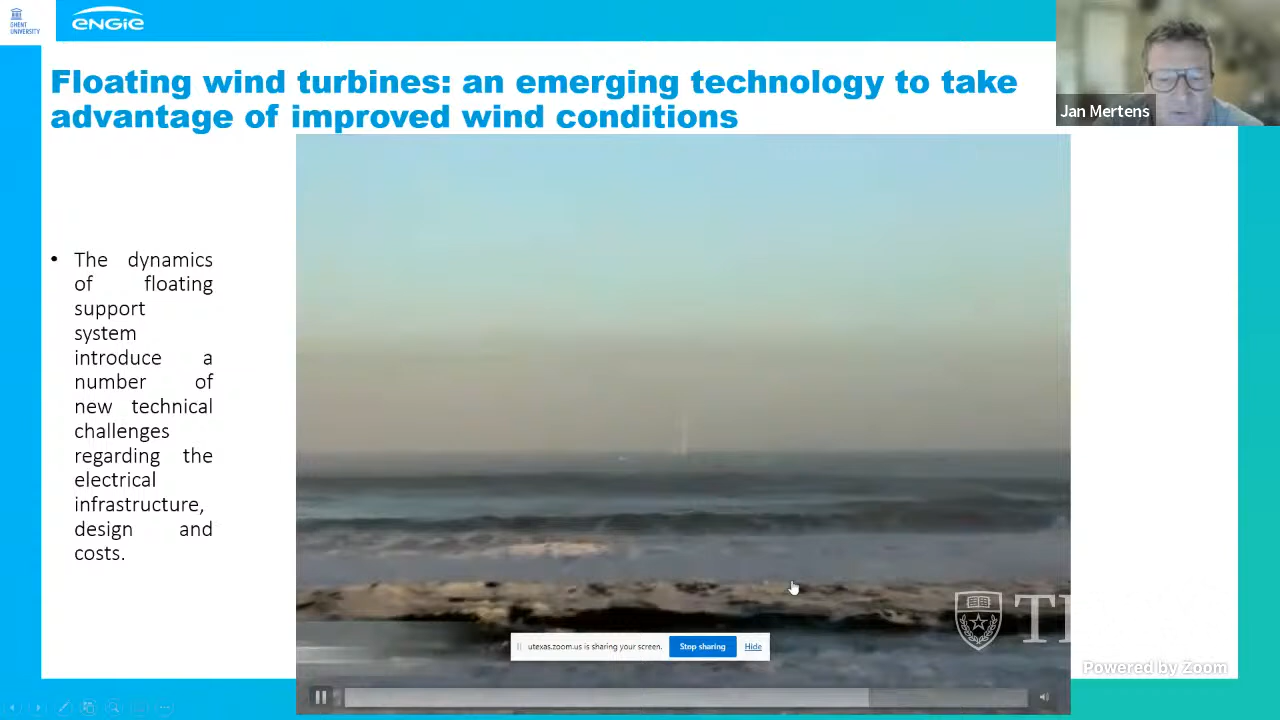 GHENT
UNIVERSITY
ENGIE
Floating wind turbines: an emerging technology to take
advantage of improved wind conditions
Jan Mertens
• The dynamics
of floating
support
system
introduce a
number of
new technical
challenges
regarding the
electrical
infrastructure,
design and
costs.
utexas.zoom.us is sharing your screen.
Stop sharing
Hide
Powered by Zoom